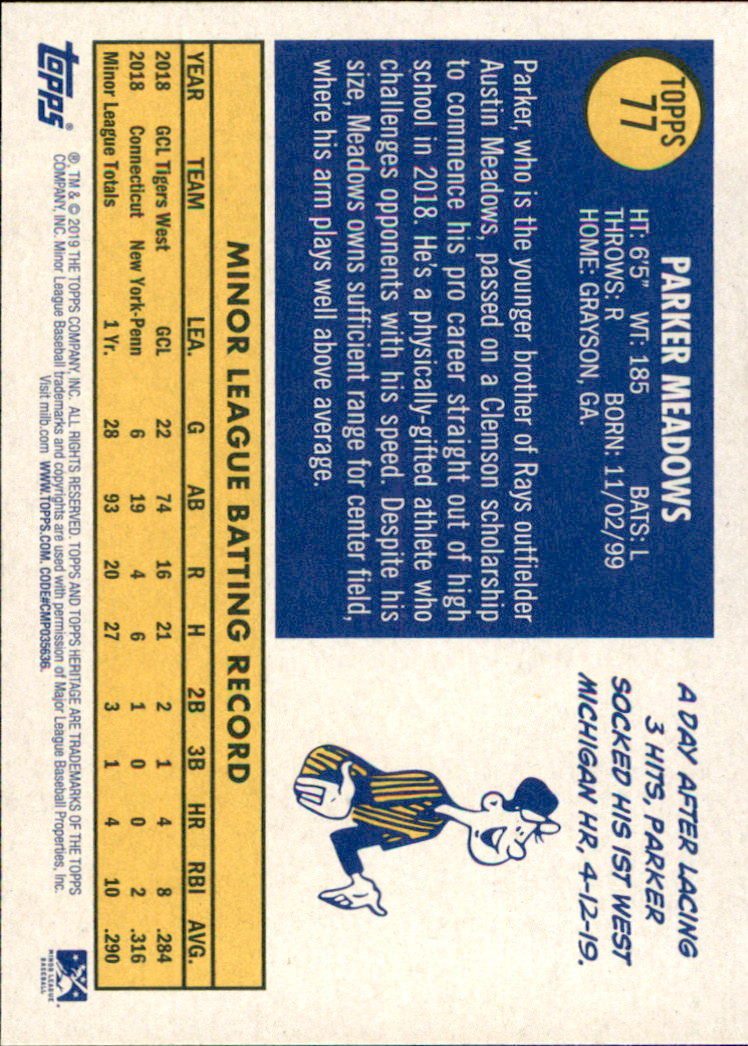 TOPPS
77
PARKER MEADOWS
HT: 6'5" WT: 185 BATS: L
THROWS: R BORN: 11/02/99
HOME: GRAYSON, GA.
Parker, who is the younger brother of Rays outfielder
Austin Meadows, passed on a Clemson scholarship
to commence his pro career straight out of high
school in 2018. He's a physically-gifted athlete who
challenges opponents with his speed. Despite his
size, Meadows owns sufficient range for center field,
where his arm plays well above average.
A DAY AFTER LACING
3 HITS, PARKER
SOCKED HIS 1ST WEST
MICHIGAN HR, 4-12-19.
MINOR LEAGUE BATTING RECORD
YEAR TEAM LEA. G AB R H 2B 3B HR RBI AVG.
2018 GCL Tigers West GCL 22 74 16 21 2 1 4 8 .284
2018 Connecticut New York-Penn 6 19 4 6 1 0 0 2 .316
Minor League Totals 1 Yr. 28 93 20 27 3 1 4 10 .290
topps®
® TM & © 2019 THE TOPPS COMPANY, INC. ALL RIGHTS RESERVED. TOPPS AND TOPPS HERITAGE ARE TRADEMARKS OF THE TOPPS
COMPANY, INC. Minor League Baseball trademarks and copyrights are used with permission of Major League Baseball Properties, Inc.
Visit milb.com WWW.TOPPS.COM. CODE#CMP035636.
MINOR LEAGUE
BASEBALL